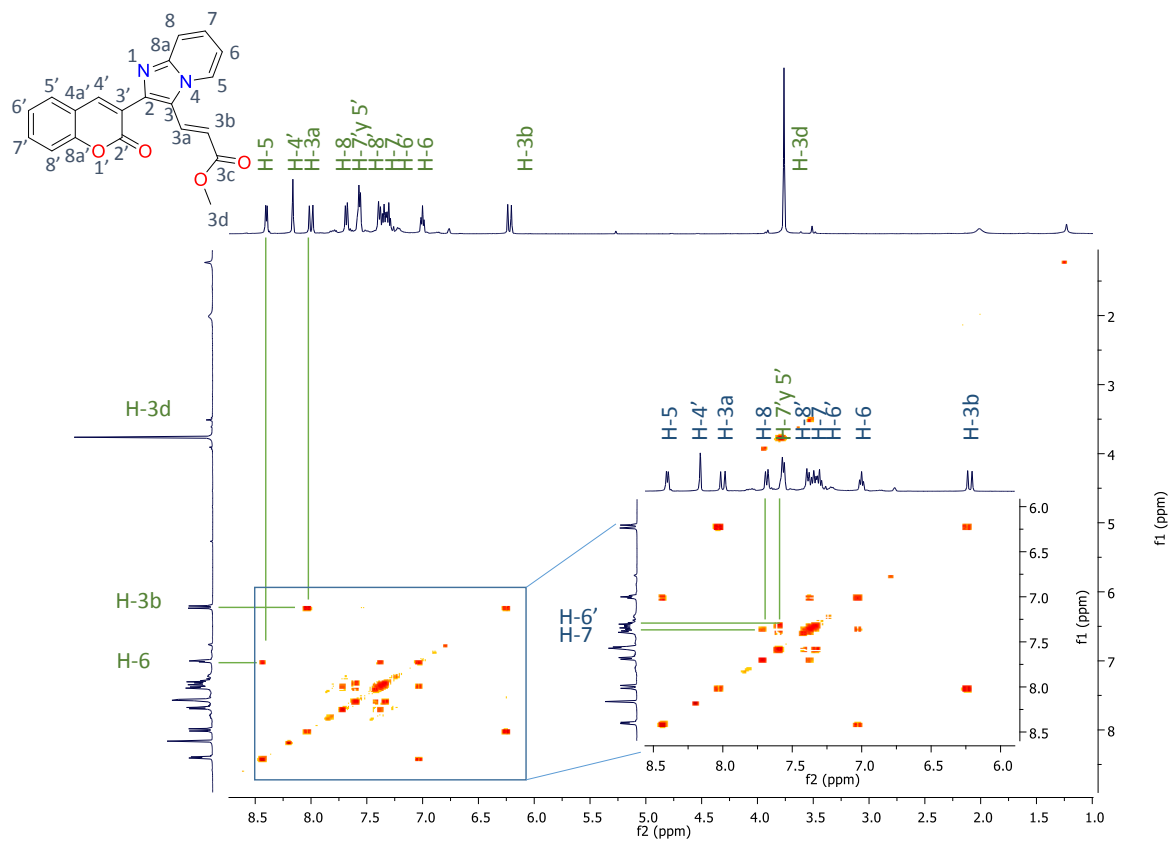 8
7
8a
6
1
N
N
5
4
5'
4'
4a'
3'
2
3
6'
3b
3a
7'
8a'
O
2'
O
8'
1'
3c
O
O
3d
H-5
H-4'
H-3a
H-8
H-7'y 5'
H-8'
H-7
H-6'
H-6
H-3b
H-3d
H-3d
H-3b
H-6
H-5
H-4'
H-3a
H-8
H-7'y 5'
H-8'
H-7
H-6'
H-6
H-3b
H-6'
H-7
6.0
6.5
7.0
7.5
8.0
8.5
f1 (ppm)
8.5 8.0 7.5 7.0 6.5 6.0
f2 (ppm)
2
3
4
5
6
7
8
f1 (ppm)
8.5 8.0 7.5 7.0 6.5 6.0 5.5 5.0 4.5 4.0 3.5 3.0 2.5 2.0 1.5 1.0
f2 (ppm)